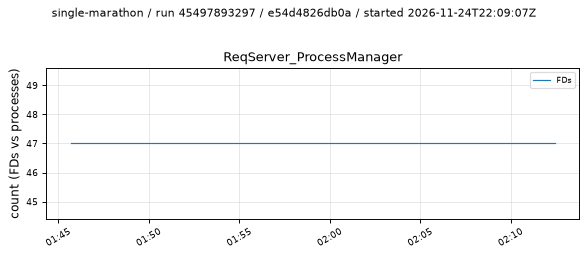 single-marathon / run 45497893297 / e54d4826db0a / started 2026-11-24T22:09:07Z
ReqServer_ProcessManager
FDs
count (FDs vs processes)
49
48
47
46
45
01:45
01:50
01:55
02:00
02:05
02:10